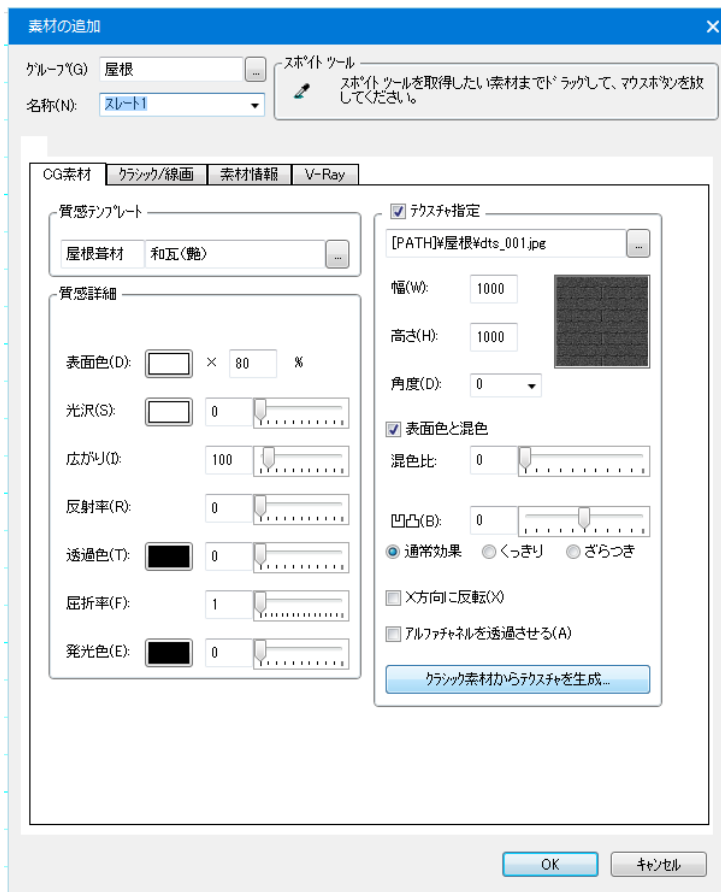 素材の追加
グループ(G) 屋根 ...
名称(N): スレート1
スポイト ツール
スポイト ツールを取得したい素材までドラッグして、マウスボタンを放
してください。
CG素材 クラシック/線画 素材情報 V-Ray
質感テンプレート
屋根葺材 和瓦(艶) ...
質感詳細
表面色(D): × 80 %
光沢(S): 0
広がり(I): 100
反射率(R): 0
透過色(T): 0
屈折率(F): 1
発光色(E): 0
テクスチャ指定
[PATH]¥屋根¥dts_001.jpg ...
幅(W): 1000
高さ(H): 1000
角度(D): 0
表面色と混色
混色比: 0
凹凸(B): 0
通常効果 くっきり ざらつき
X方向に反転(X)
アルファチャネルを透過させる(A)
クラシック素材からテクスチャを生成...
OK キャンセル